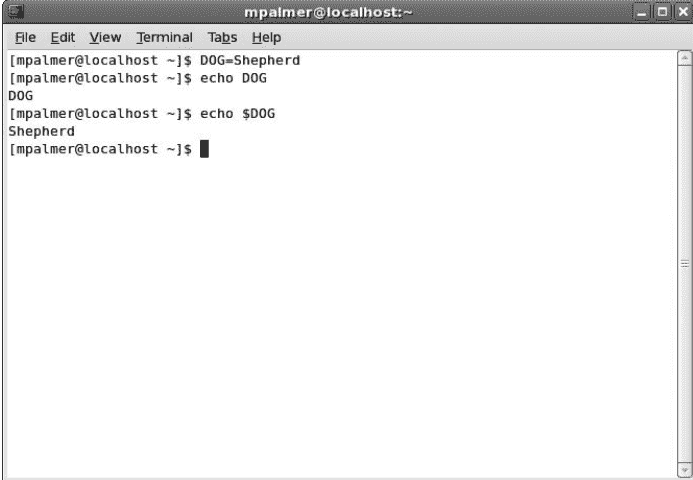 mpalmer@localhost:~
File Edit View Terminal Tabs Help
[mpalmer@localhost ~]$ DOG=Shepherd
[mpalmer@localhost ~]$ echo DOG
DOG
[mpalmer@localhost ~]$ echo $DOG
Shepherd
[mpalmer@localhost ~]$